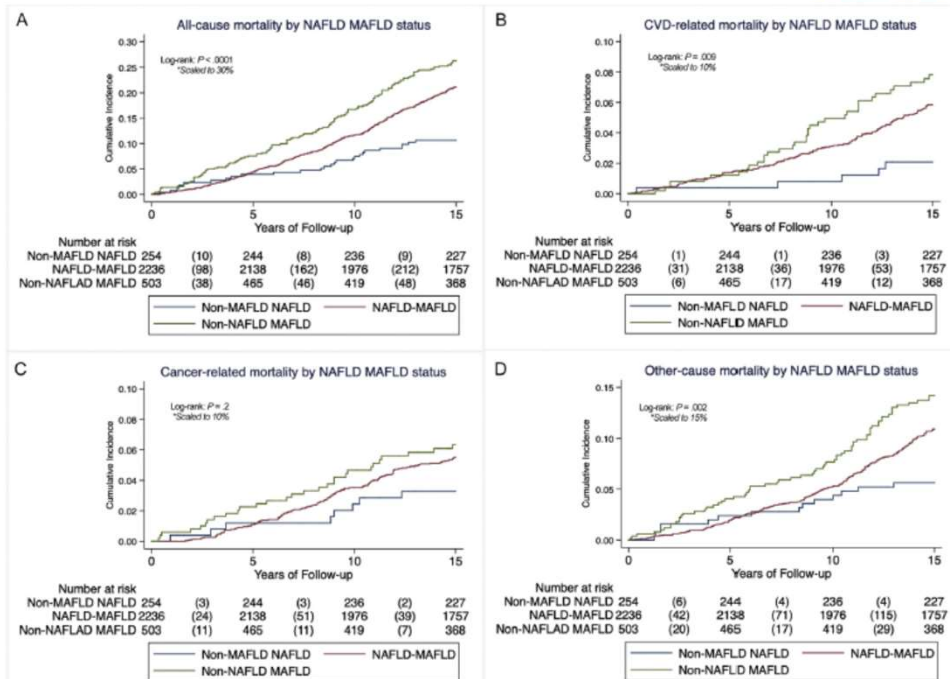 A
All-cause mortality by NAFLD MAFLD status
Log-rank: P < .0001
*Scaled to 30%
Cumulative Incidence
0.30
0.25
0.20
0.15
0.10
0.05
0.00
0 5 10 15
Years of Follow-up
Number at risk
Non-MAFLD NAFLD 254 (10) 244 (8) 236 (9) 227
NAFLD-MAFLD 2236 (98) 2138 (162) 1976 (212) 1757
Non-NAFLAD MAFLD 503 (38) 465 (46) 419 (48) 368
Non-MAFLD NAFLD NAFLD-MAFLD
Non-NAFLD MAFLD
B
CVD-related mortality by NAFLD MAFLD status
Log-rank: P = .009
*Scaled to 10%
Cumulative Incidence
0.10
0.08
0.06
0.04
0.02
0.00
0 5 10 15
Years of Follow-up
Number at risk
Non-MAFLD NAFLD 254 (1) 244 (1) 236 (3) 227
NAFLD-MAFLD 2236 (31) 2138 (36) 1976 (53) 1757
Non-NAFLAD MAFLD 503 (6) 465 (17) 419 (12) 368
Non-MAFLD NAFLD NAFLD-MAFLD
Non-NAFLD MAFLD
C
Cancer-related mortality by NAFLD MAFLD status
Log-rank: P = .2
*Scaled to 10%
Cumulative Incidence
0.10
0.08
0.06
0.04
0.02
0.00
0 5 10 15
Years of Follow-up
Number at risk
Non-MAFLD NAFLD 254 (3) 244 (3) 236 (2) 227
NAFLD-MAFLD 2236 (24) 2138 (51) 1976 (39) 1757
Non-NAFLAD MAFLD 503 (11) 465 (11) 419 (7) 368
Non-MAFLD NAFLD NAFLD-MAFLD
Non-NAFLD MAFLD
D
Other-cause mortality by NAFLD MAFLD status
Log-rank: P = .002
*Scaled to 15%
Cumulative Incidence
0.15
0.10
0.05
0.00
0 5 10 15
Years of Follow-up
Number at risk
Non-MAFLD NAFLD 254 (6) 244 (4) 236 (4) 227
NAFLD-MAFLD 2236 (42) 2138 (71) 1976 (115) 1757
Non-NAFLAD MAFLD 503 (20) 465 (17) 419 (29) 368
Non-MAFLD NAFLD NAFLD-MAFLD
Non-NAFLD MAFLD